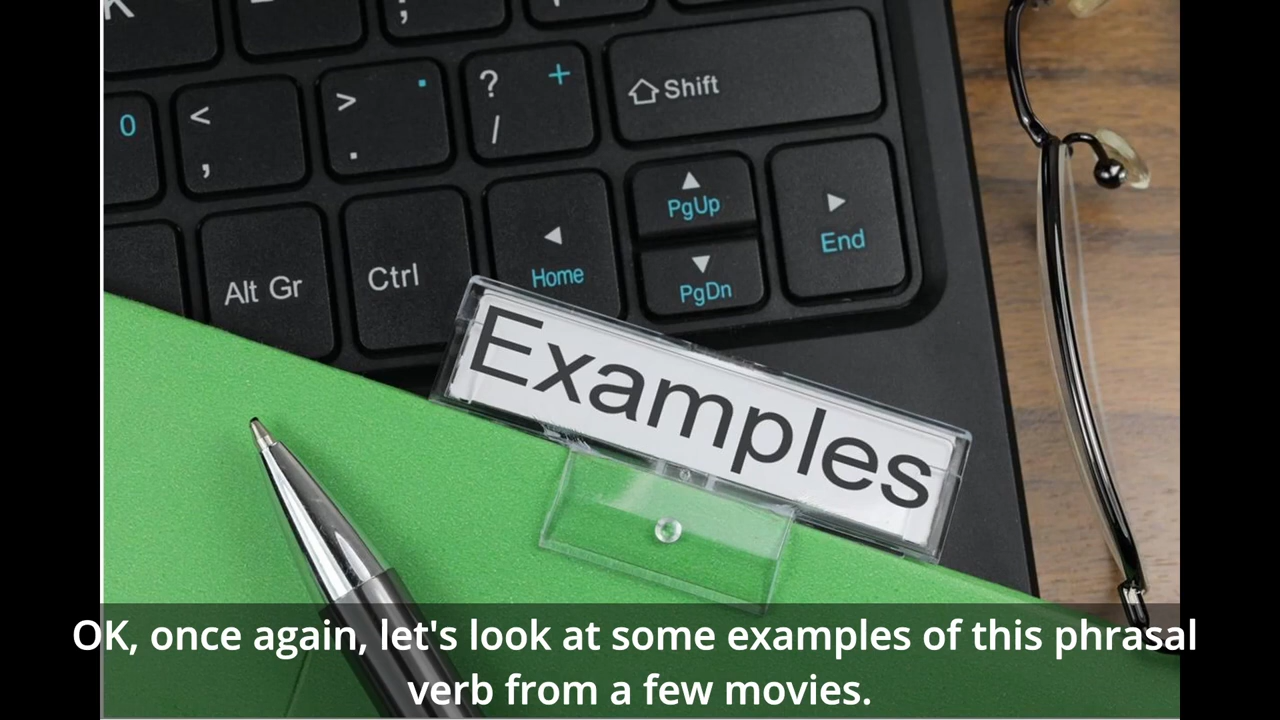 K
;
0
<
,
>
.
.
?
+
/
Shift
Alt Gr
Ctrl
Home
PgUp
PgDn
End
Examples
OK, once again, let's look at some examples of this phrasal
verb from a few movies.